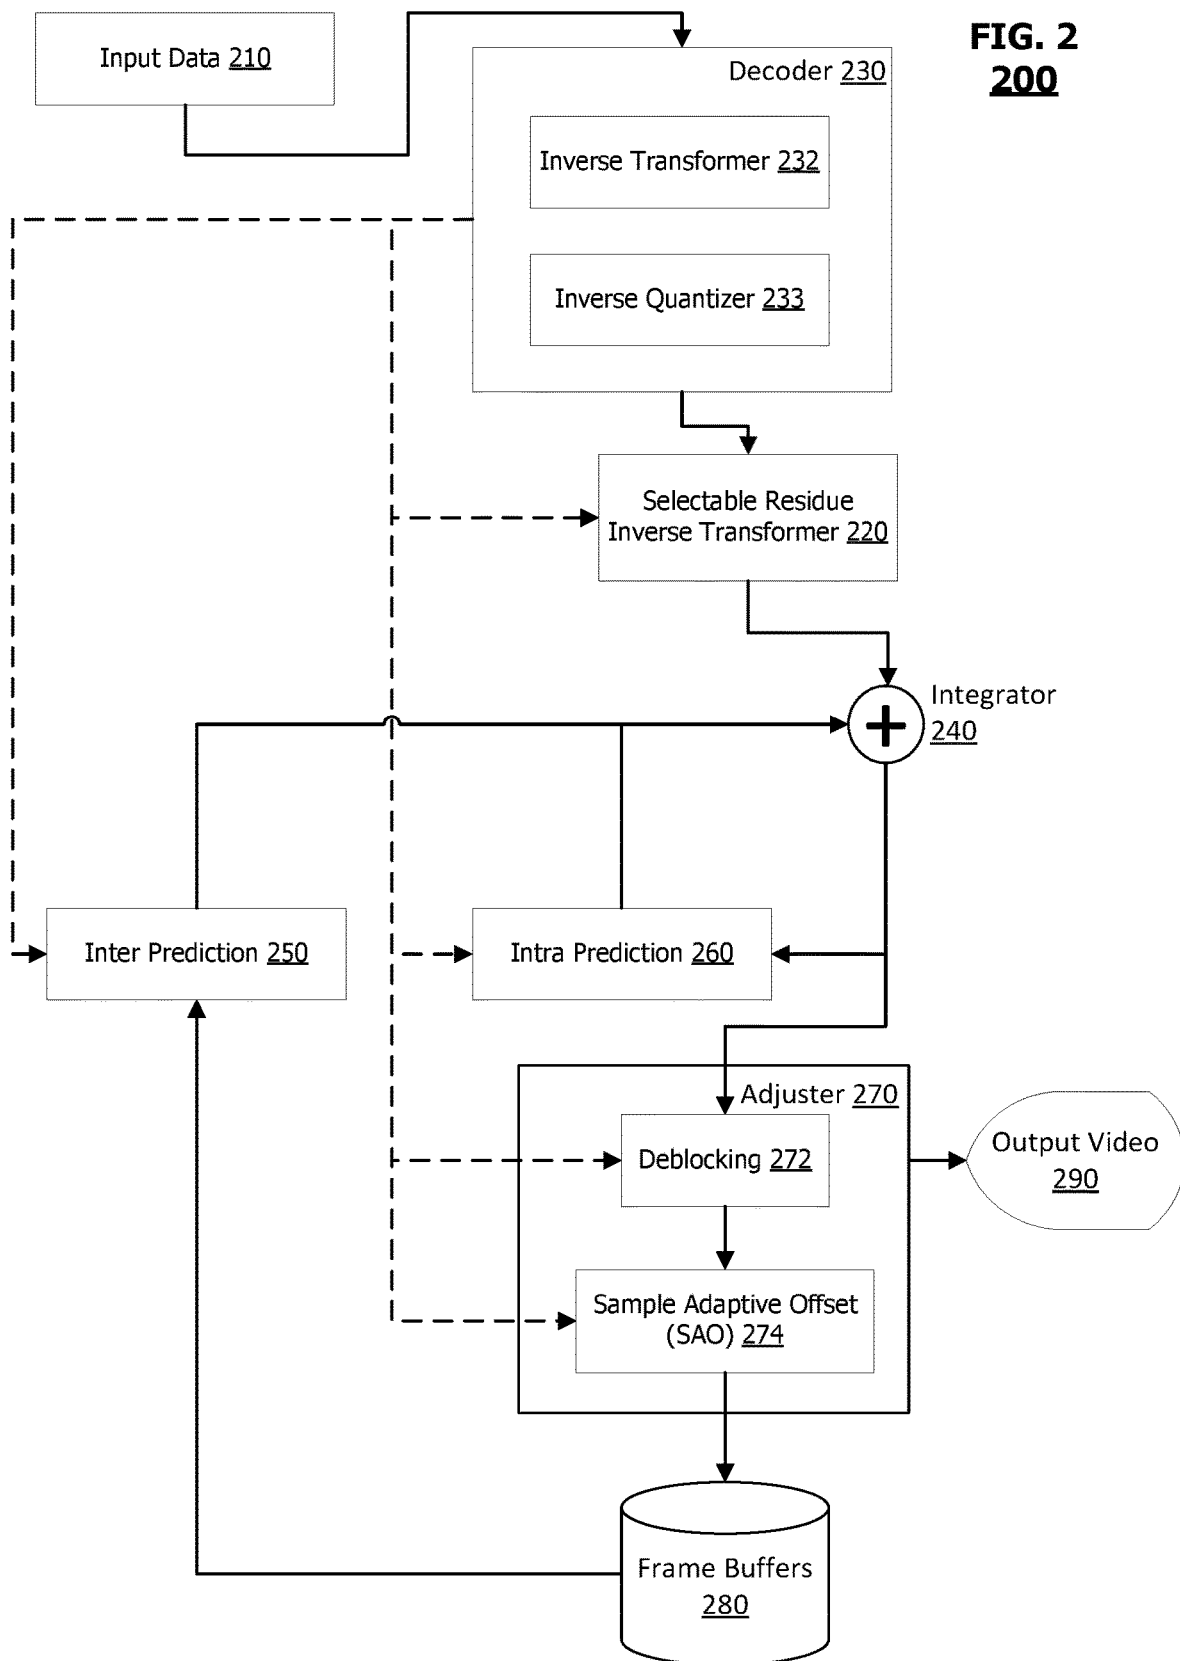 FIG. 2
200
Input Data 210
Decoder 230
Inverse Transformer 232
Inverse Quantizer 233
Selectable Residue
Inverse Transformer 220
Integrator
240
Inter Prediction 250
Intra Prediction 260
Adjuster 270
Deblocking 272
Output Video
290
Sample Adaptive Offset
(SAO) 274
Frame Buffers
280